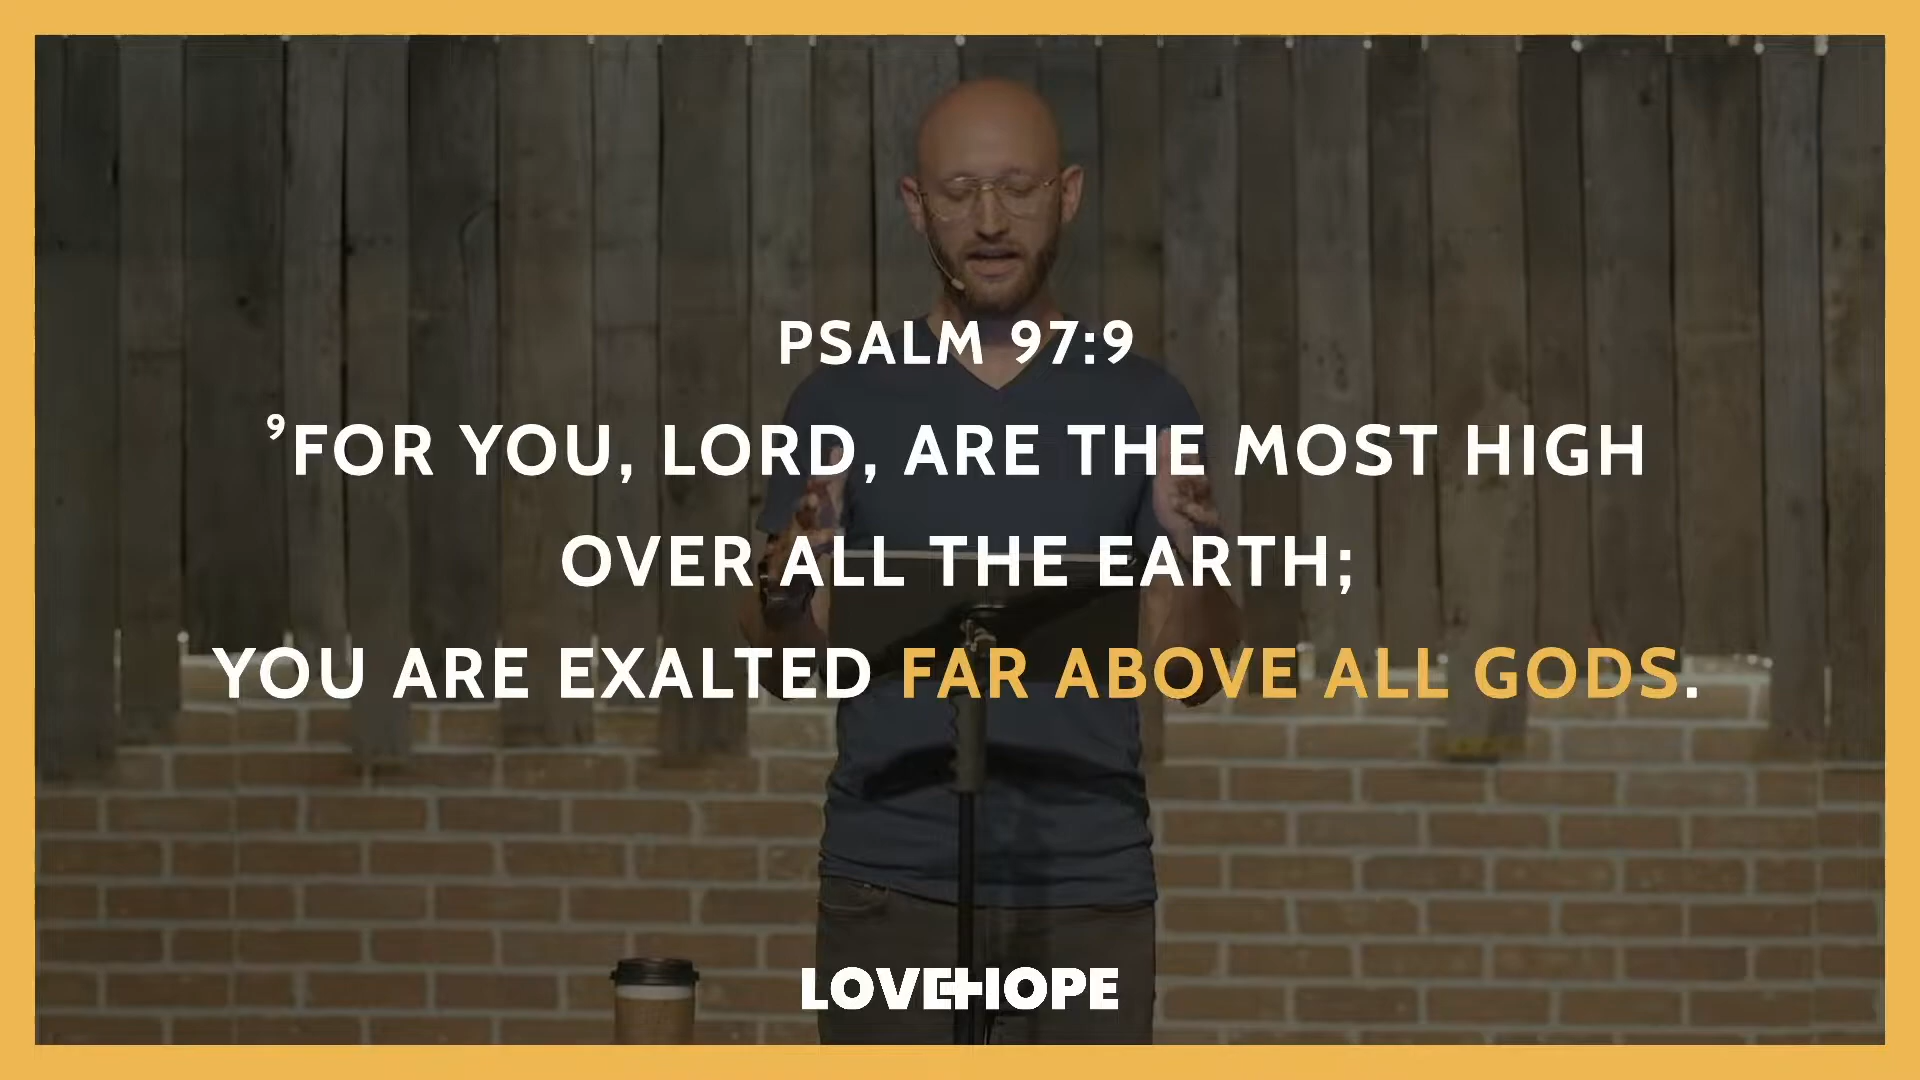 PSALM 97:9
⁹FOR YOU, LORD, ARE THE MOST HIGH
OVER ALL THE EARTH;
YOU ARE EXALTED FAR ABOVE ALL GODS.
LOVE+HOPE